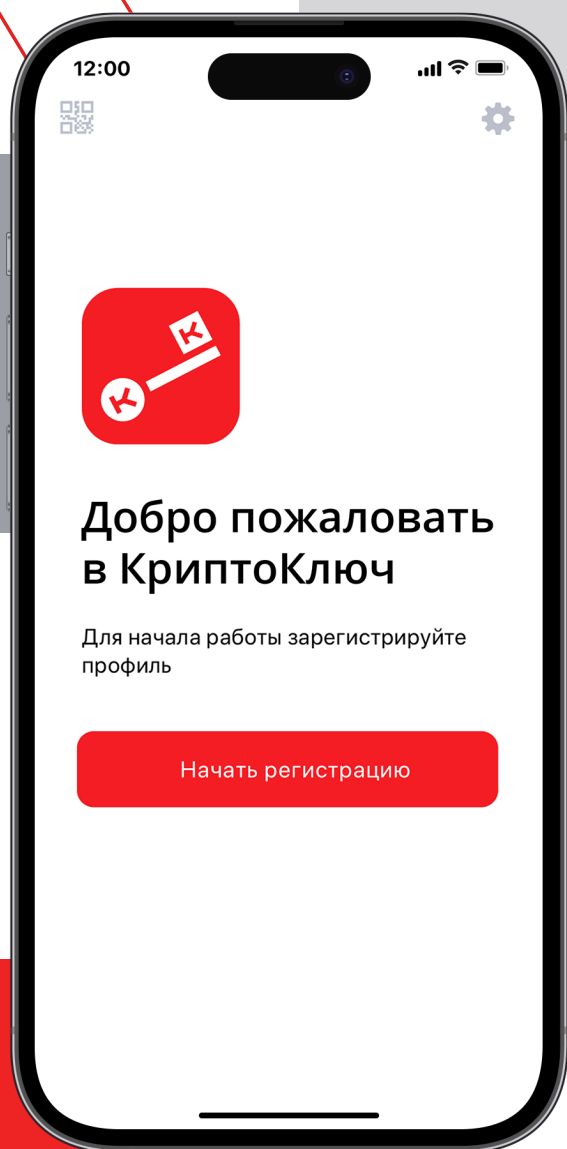 12:00
К
К
Добро пожаловать
в КриптоКлюч
Для начала работы зарегистрируйте
профиль
Начать регистрацию